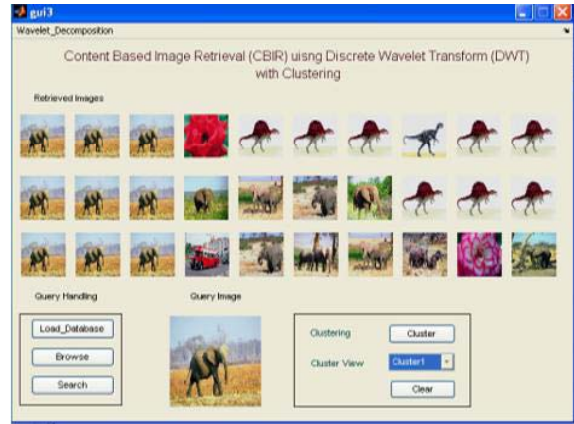 gui3
Wavelet_Decomposition
Content Based Image Retrieval (CBIR) uisng Discrete Wavelet Transform (DWT)
with Clustering
Retrieved Images
Query Handling
Query Image
Load_Database
Browse
Search
Clustering
Cluster
Cluster View
Cluster1
Clear